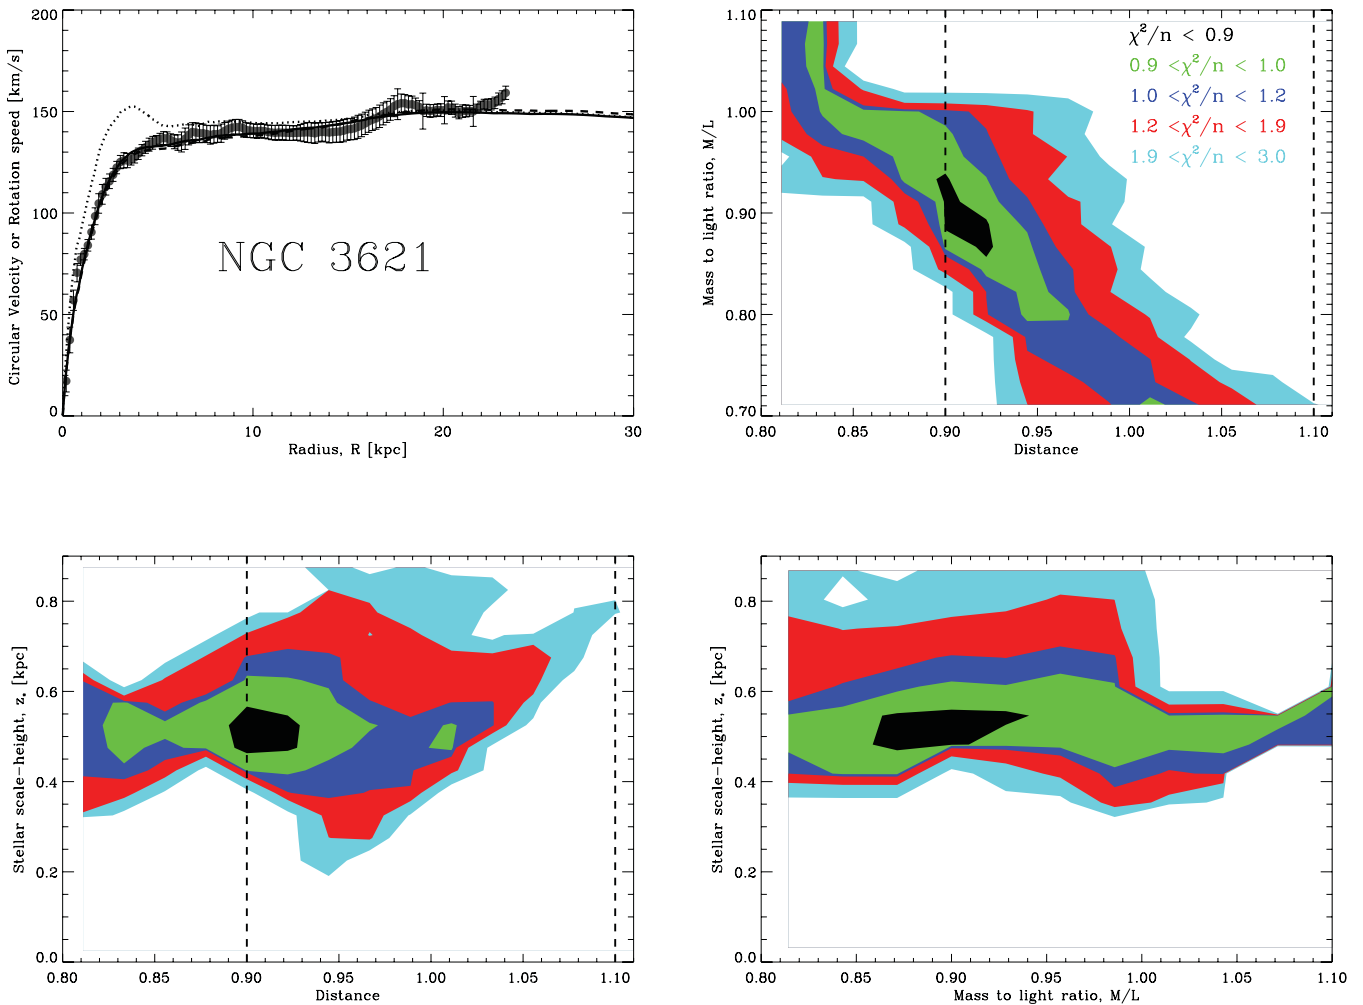 Circular Velocity or Rotation speed [km/s]
200
150
100
50
0
NGC 3621
0 10 20 30
Radius, R [kpc]
Mass to light ratio, M/L
1.10
1.00
0.90
0.80
0.70
χ²/n < 0.9
0.9 <χ²/n < 1.0
1.0 <χ²/n < 1.2
1.2 <χ²/n < 1.9
1.9 <χ²/n < 3.0
0.80 0.85 0.90 0.95 1.00 1.05 1.10
Distance
Stellar scale-height, z* [kpc]
0.8
0.6
0.4
0.2
0.0
0.80 0.85 0.90 0.95 1.00 1.05 1.10
Distance
Stellar scale-height, z* [kpc]
0.8
0.6
0.4
0.2
0.0
0.80 0.85 0.90 0.95 1.00 1.05 1.10
Mass to light ratio, M/L